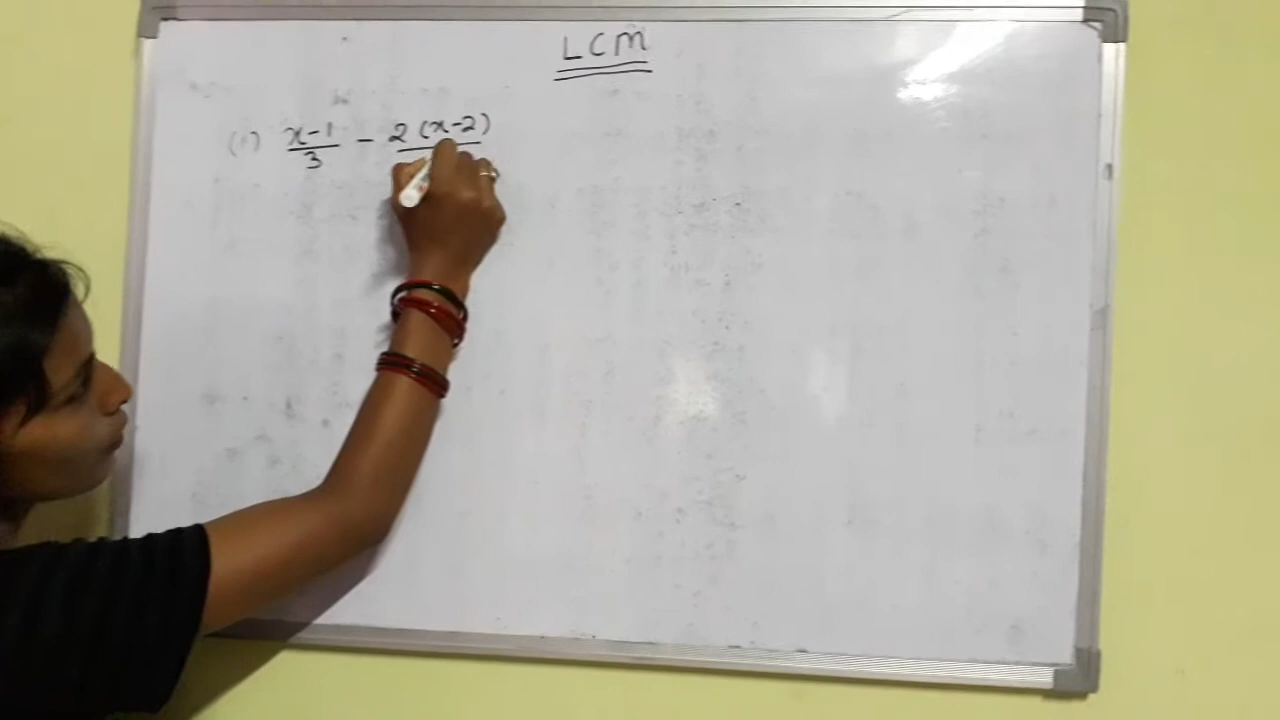 LCM
(1) x-1/3 - 2(x-2)/